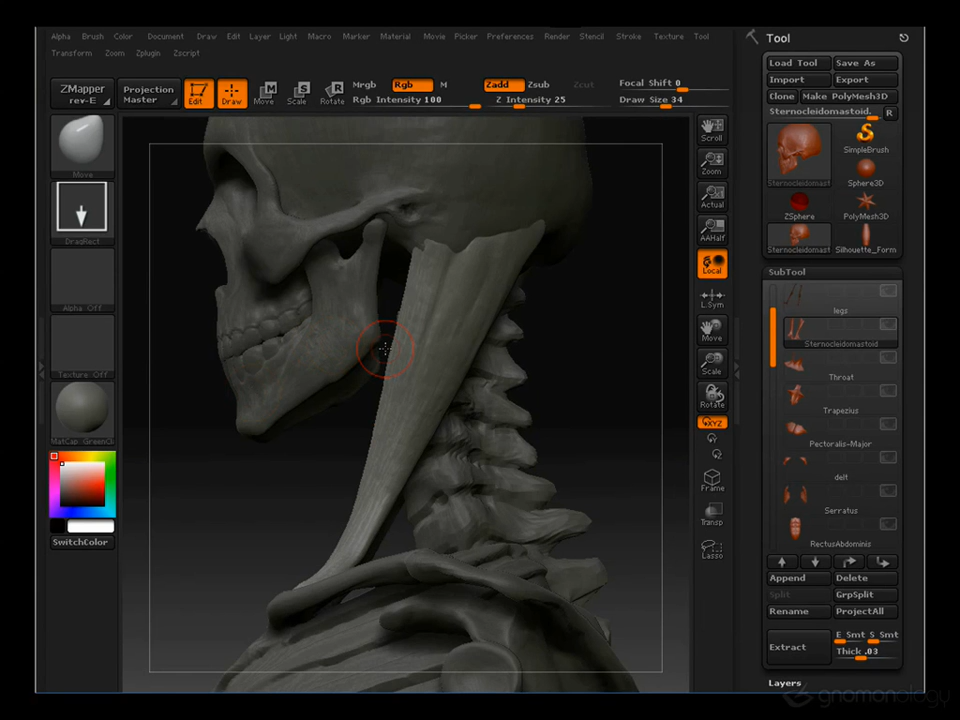 Alpha Brush Color Document Draw Edit Layer Light Macro Marker Material Movie Picker Preferences Render Stencil Stroke Texture Tool
Transform Zoom Zplugin Zscript
ZMapper
rev-E
Projection
Master
Edit
Draw
Move
Scale
Rotate
Mrgb Rgb M
Rgb Intensity 100
Zadd Zsub Zcut
Z Intensity 25
Focal Shift 0
Draw Size 34
Move
DragRect
Alpha Off
Texture Off
MatCap GreenCl
SwitchColor
Scroll
Zoom
Actual
AAHalf
Local
L.Sym
Move
Scale
Rotate
XYZ
Frame
Transp
Lasso
Tool
Load Tool Save As
Import Export
Clone Make PolyMesh3D
Sternocleidomastoid. R
Sternocleidomast
SimpleBrush
Sphere3D
ZSphere
PolyMesh3D
Sternocleidomast
Silhouette_Form
SubTool
legs
Sternocleidomastoid
Throat
Trapezius
Pectoralis-Major
delt
Serratus
RectusAbdominis
Append Delete
Split GrpSplit
Rename ProjectAll
Extract
E Smt S Smt
Thick .03
Layers
gnomonology